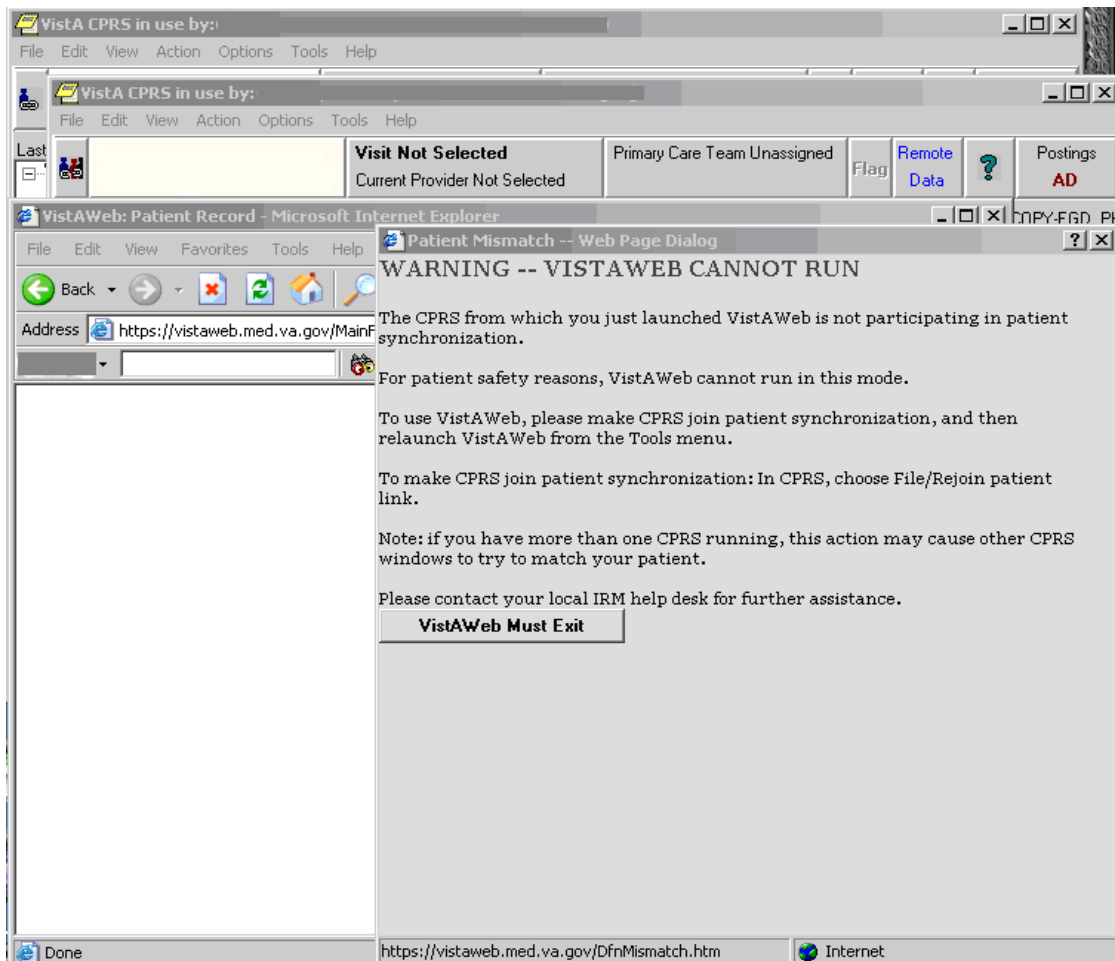 VistA CPRS in use by:
File Edit View Action Options Tools Help
VistA CPRS in use by:
File Edit View Action Options Tools Help
Last
Visit Not Selected
Current Provider Not Selected
Primary Care Team Unassigned
Flag
Remote
Data
?
Postings
AD
VistAWeb: Patient Record - Microsoft Internet Explorer
COPY-EGD
File Edit View Favorites Tools Help
Back
Address https://vistaweb.med.va.gov/MainF
Patient Mismatch -- Web Page Dialog
WARNING -- VISTAWEB CANNOT RUN
The CPRS from which you just launched VistAWeb is not participating in patient
synchronization.
For patient safety reasons, VistAWeb cannot run in this mode.
To use VistAWeb, please make CPRS join patient synchronization, and then
relaunch VistAWeb from the Tools menu.
To make CPRS join patient synchronization: In CPRS, choose File/Rejoin patient
link.
Note: if you have more than one CPRS running, this action may cause other CPRS
windows to try to match your patient.
Please contact your local IRM help desk for further assistance.
VistAWeb Must Exit
Done
https://vistaweb.med.va.gov/DfnMismatch.htm
Internet